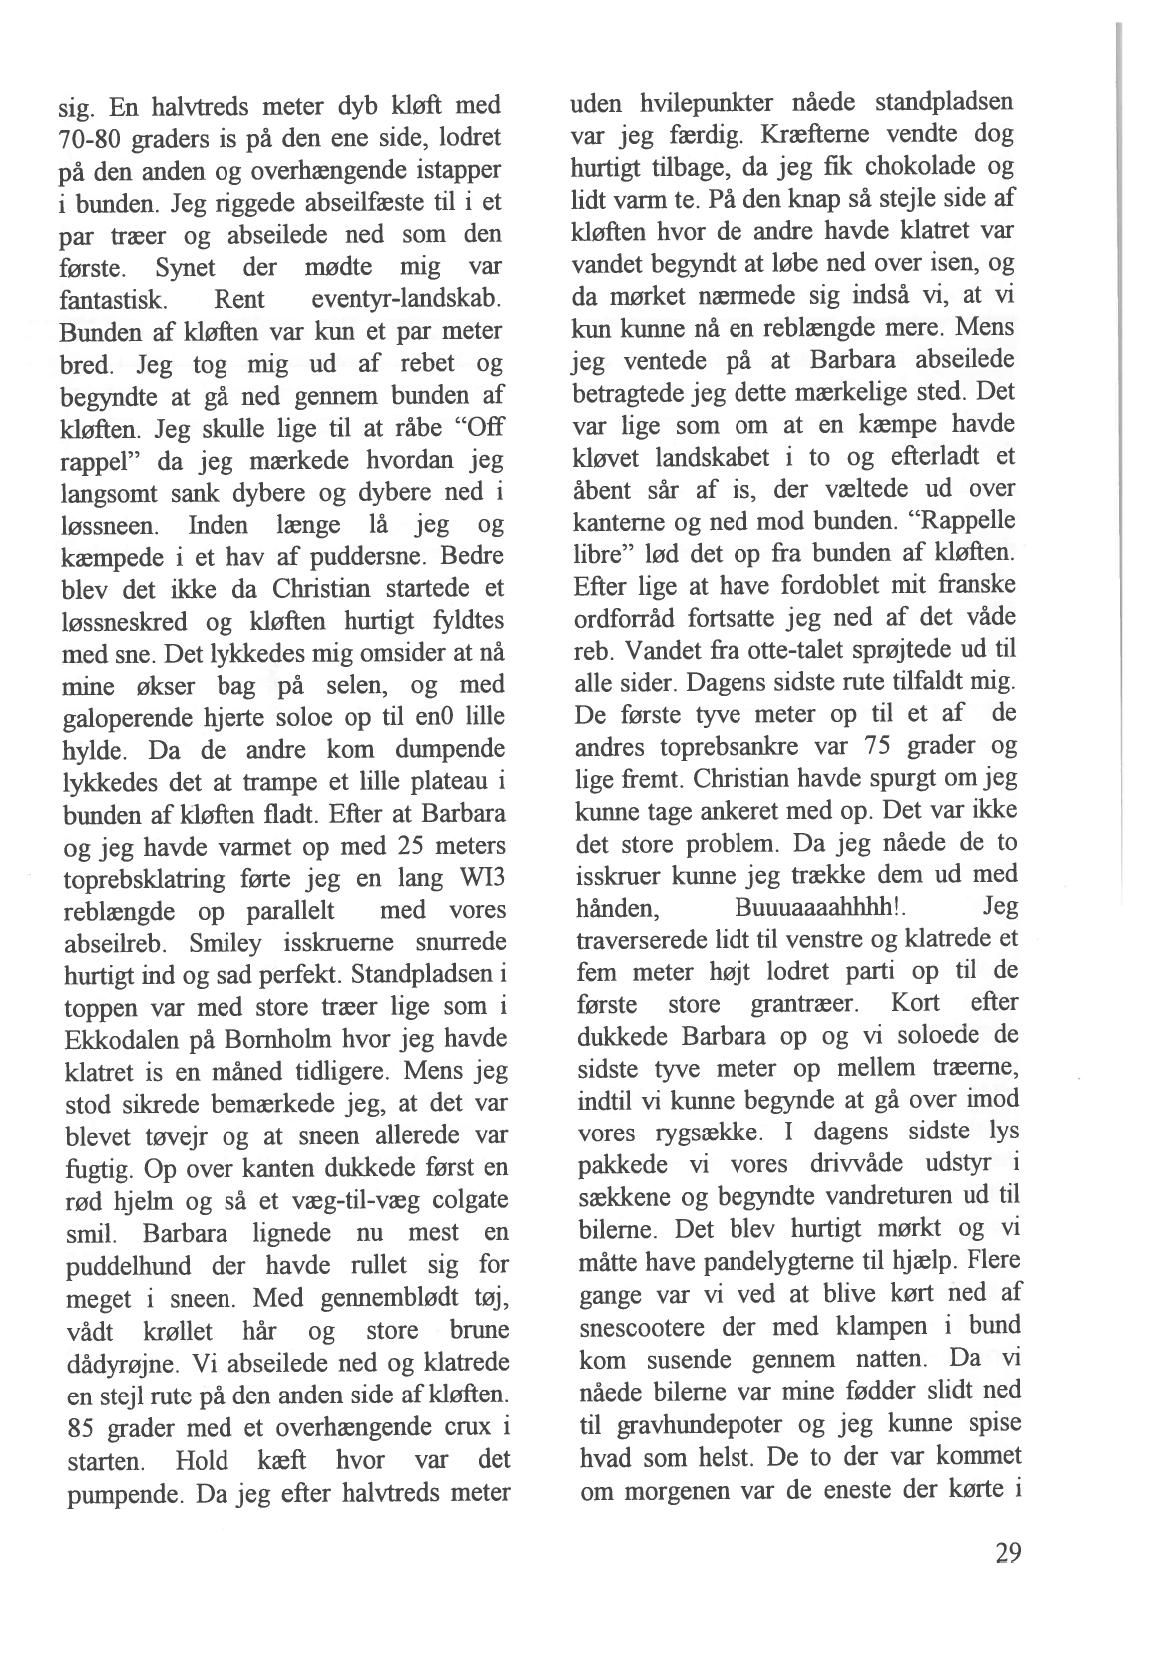 sig. En halvtreds meter dyb kløft med
70-80 graders is på den ene side, lodret
på den anden og overhængende istapper
i bunden. Jeg riggede abseilfæste til i et
par træer og abseilede ned som den
første. Synet der mødte mig var
fantastisk. Rent eventyr-landskab.
Bunden af kløften var kun et par meter
bred. Jeg tog mig ud af rebet og
begyndte at gå ned gennem bunden af
kløften. Jeg skulle lige til at råbe “Off
rappel” da jeg mærkede hvordan jeg
langsomt sank dybere og dybere ned i
løssneen. Inden længe lå jeg og
kæmpede i et hav af puddersne. Bedre
blev det ikke da Christian startede et
løssneskred og kløften hurtigt fyldtes
med sne. Det lykkedes mig omsider at nå
mine økser bag på selen, og med
galoperende hjerte soloe op til en0 lille
hylde. Da de andre kom dumpende
lykkedes det at trampe et lille plateau i
bunden af kløften fladt. Efter at Barbara
og jeg havde varmet op med 25 meters
toprebsklatring førte jeg en lang WI3
reblængde op parallelt med vores
abseilreb. Smiley isskruerne snurrede
hurtigt ind og sad perfekt. Standpladsen i
toppen var med store træer lige som i
Ekkodalen på Bornholm hvor jeg havde
klatret is en måned tidligere. Mens jeg
stod sikrede bemærkede jeg, at det var
blevet tøvejr og at sneen allerede var
fugtig. Op over kanten dukkede først en
rød hjelm og så et væg-til-væg colgate
smil. Barbara lignede nu mest en
puddelhund der havde rullet sig for
meget i sneen. Med gennemblødt tøj,
vådt krøllet hår og store brune
dådyrøjne. Vi abseilede ned og klatrede
en stejl rute på den anden side af kløften.
85 grader med et overhængende crux i
starten. Hold kæft hvor var det
pumpende. Da jeg efter halvtreds meter
uden hvilepunkter nåede standpladsen
var jeg færdig. Kræfterne vendte dog
hurtigt tilbage, da jeg fik chokolade og
lidt varm te. På den knap så stejle side af
kløften hvor de andre havde klatret var
vandet begyndt at løbe ned over isen, og
da mørket nærmede sig indså vi, at vi
kun kunne nå en reblængde mere. Mens
jeg ventede på at Barbara abseilede
betragtede jeg dette mærkelige sted. Det
var lige som om at en kæmpe havde
kløvet landskabet i to og efterladt et
åbent sår af is, der væltede ud over
kanterne og ned mod bunden. “Rappelle
libre” lød det op fra bunden af kløften.
Efter lige at have fordoblet mit franske
ordforråd fortsatte jeg ned af det våde
reb. Vandet fra otte-talet sprøjtede ud til
alle sider. Dagens sidste rute tilfaldt mig.
De første tyve meter op til et af de
andres toprebsankre var 75 grader og
lige fremt. Christian havde spurgt om jeg
kunne tage ankeret med op. Det var ikke
det store problem. Da jeg nåede de to
isskruer kunne jeg trække dem ud med
hånden, Buuuaaaahhhh!. Jeg
traverserede lidt til venstre og klatrede et
fem meter højt lodret parti op til de
første store grantræer. Kort efter
dukkede Barbara op og vi soloede de
sidste tyve meter op mellem træerne,
indtil vi kunne begynde at gå over imod
vores rygsække. I dagens sidste lys
pakkede vi vores drivvåde udstyr i
sækkene og begyndte vandreturen ud til
bilerne. Det blev hurtigt mørkt og vi
måtte have pandelygterne til hjælp. Flere
gange var vi ved at blive kørt ned af
snescootere der med klampen i bund
kom susende gennem natten. Da vi
nåede bilerne var mine fødder slidt ned
til gravhundepoter og jeg kunne spise
hvad som helst. De to der var kommet
om morgenen var de eneste der kørte i
29